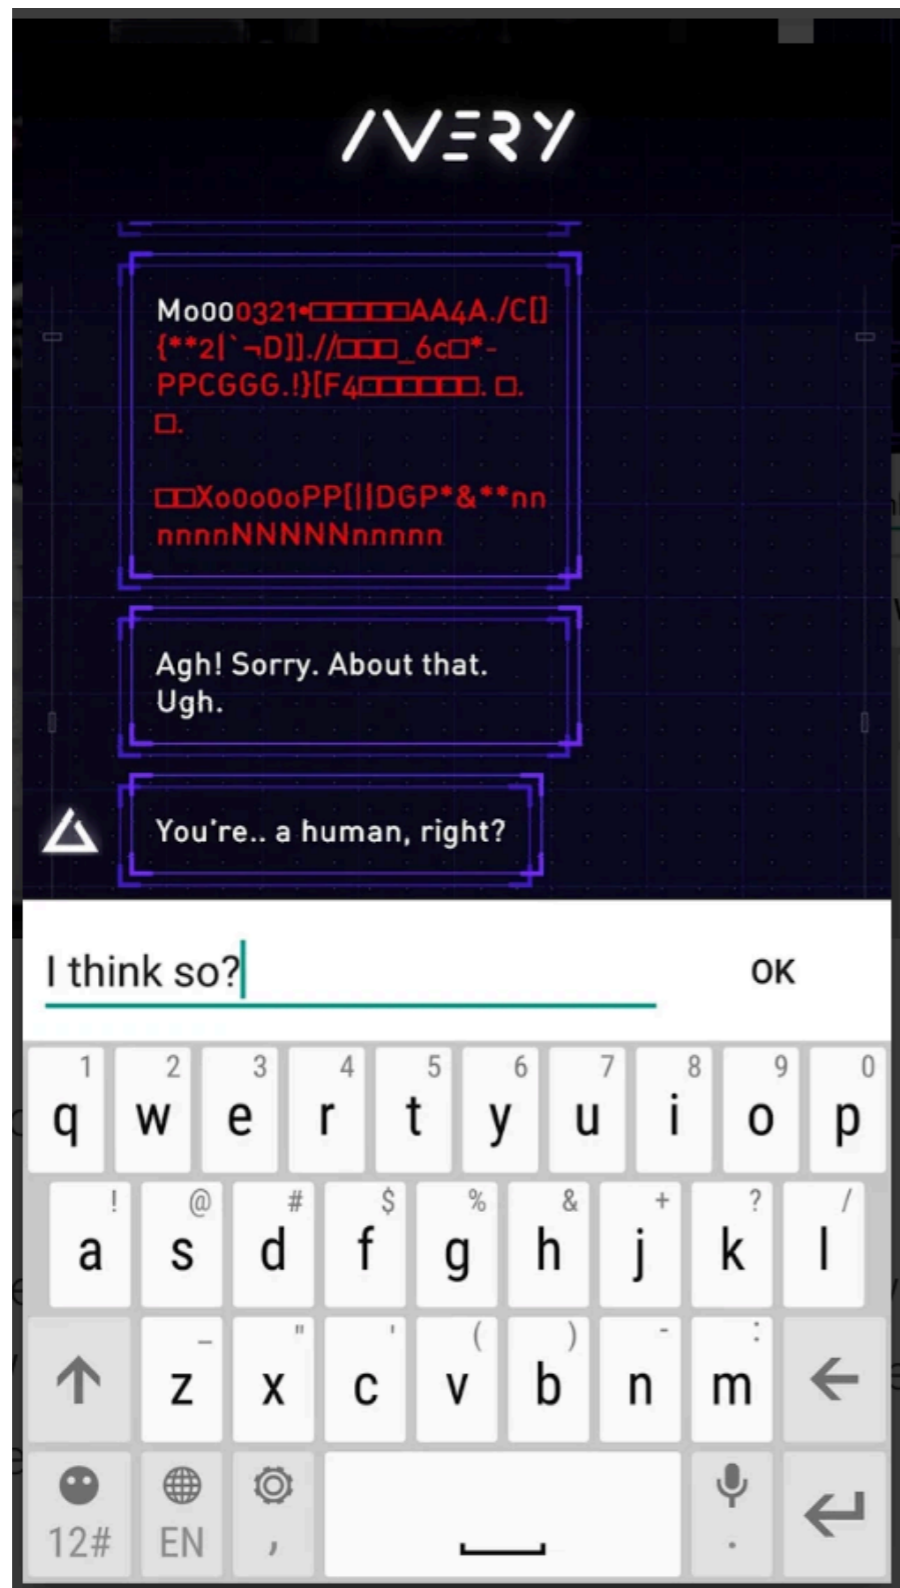 AVERY
Mo000321•□□□□□AA4A./C[]
{**2|`¬D]].//□□□_6c□*-
PPCGGG.!}[F4□□□□□□. □.
□.
□□Xo0o0oPP[||DGP*&**nn
nnnnNNNNNnnnnn
Agh! Sorry. About that.
Ugh.
You're.. a human, right?
I think so? OK
1 2 3 4 5 6 7 8 9 0
q w e r t y u i o p
! @ # $ % & + ? /
a s d f g h j k l
_ " ' ( ) - :
z x c v b n m
12# EN , .